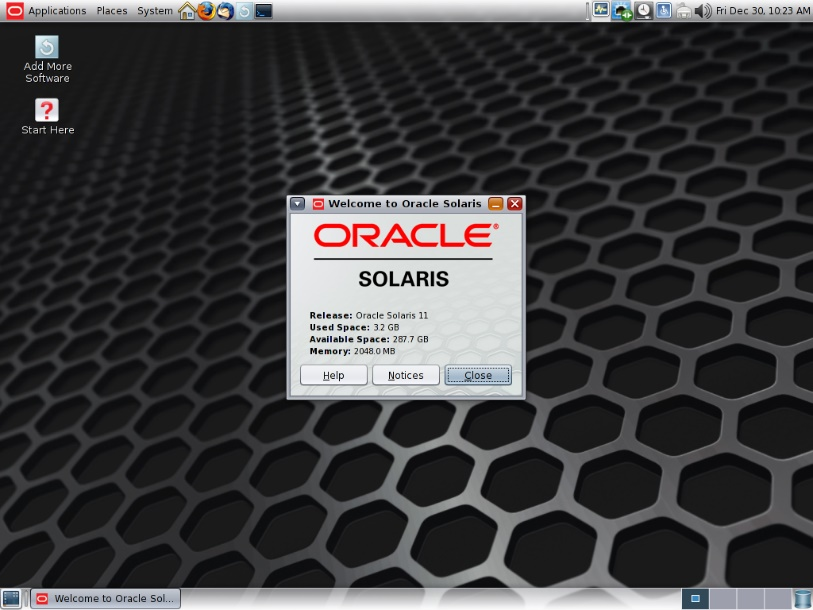 Applications Places System
Fri Dec 30, 10:23 AM
Add More
Software
Start Here
Welcome to Oracle Solaris
ORACLE®
SOLARIS
Release: Oracle Solaris 11
Used Space: 3.2 GB
Available Space: 287.7 GB
Memory: 2048.0 MB
Help Notices Close
Welcome to Oracle Sol...